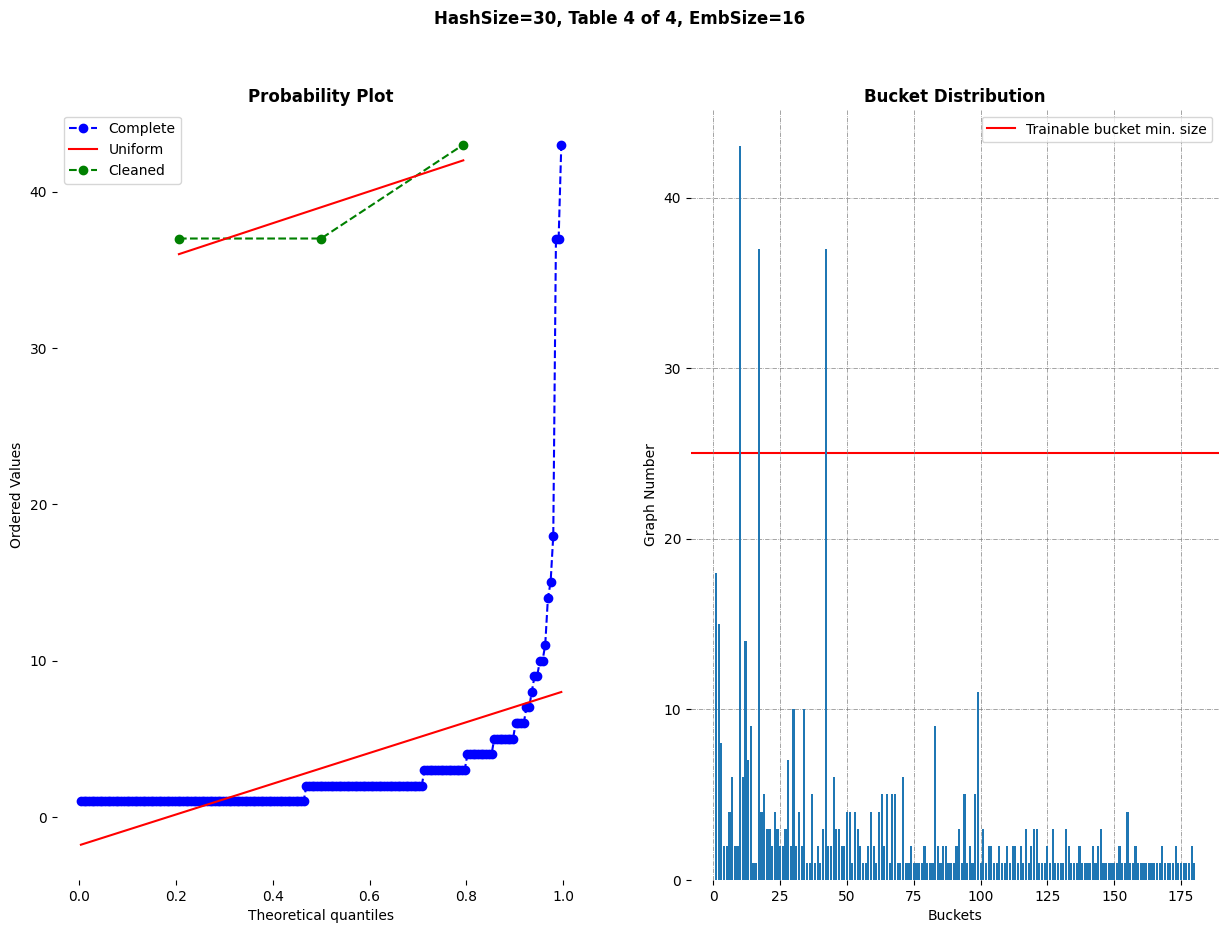 HashSize=30, Table 4 of 4, EmbSize=16
Probability Plot
Complete
Uniform
Cleaned
Ordered Values
40
30
20
10
0
0.0 0.2 0.4 0.6 0.8 1.0
Theoretical quantiles
Bucket Distribution
Trainable bucket min. size
Graph Number
40
30
20
10
0
0 25 50 75 100 125 150 175
Buckets